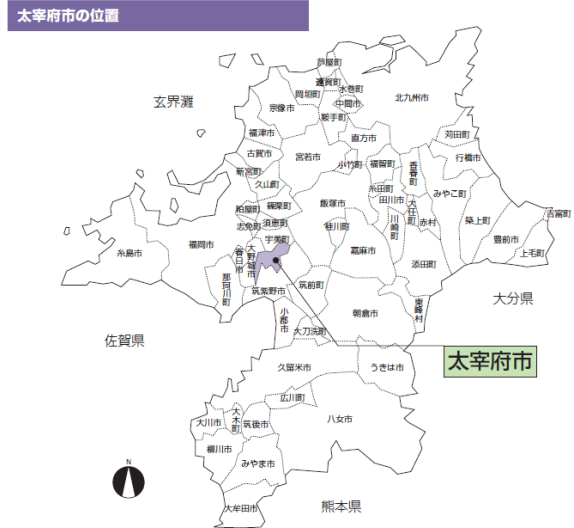 太宰府市の位置
芦屋町
遠賀町
水巻町
岡垣町
中間市
北九州市
玄界灘
宗像市
鞍手町
福津市
直方市
苅田町
古賀市
宮若市
小竹町
福智町
香春町
行橋市
新宮町
久山町
糸田町
みやこ町
篠栗町
飯塚市
田川市
大任町
粕屋町
須恵町
志免町
桂川町
川崎町
赤村
築上町
吉富町
宇美町
福岡市
大野城市
春日市
嘉麻市
豊前市
糸島市
上毛町
那珂川町
添田町
筑紫野市
筑前町
大分県
朝倉市
東峰村
小郡市
大刀洗町
佐賀県
太宰府市
久留米市
うきは市
広川町
大川市
大木町
筑後市
八女市
柳川市
みやま市
N
大牟田市
熊本県